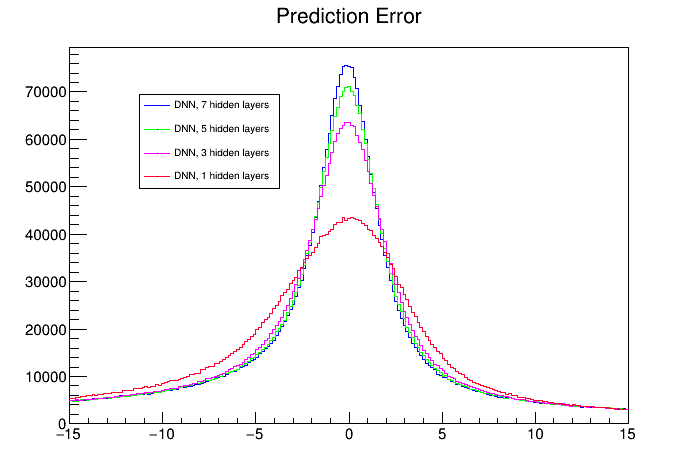 Prediction Error
70000
60000
50000
40000
30000
20000
10000
0
DNN, 7 hidden layers
DNN, 5 hidden layers
DNN, 3 hidden layers
DNN, 1 hidden layers
−15 −10 −5 0 5 10 15